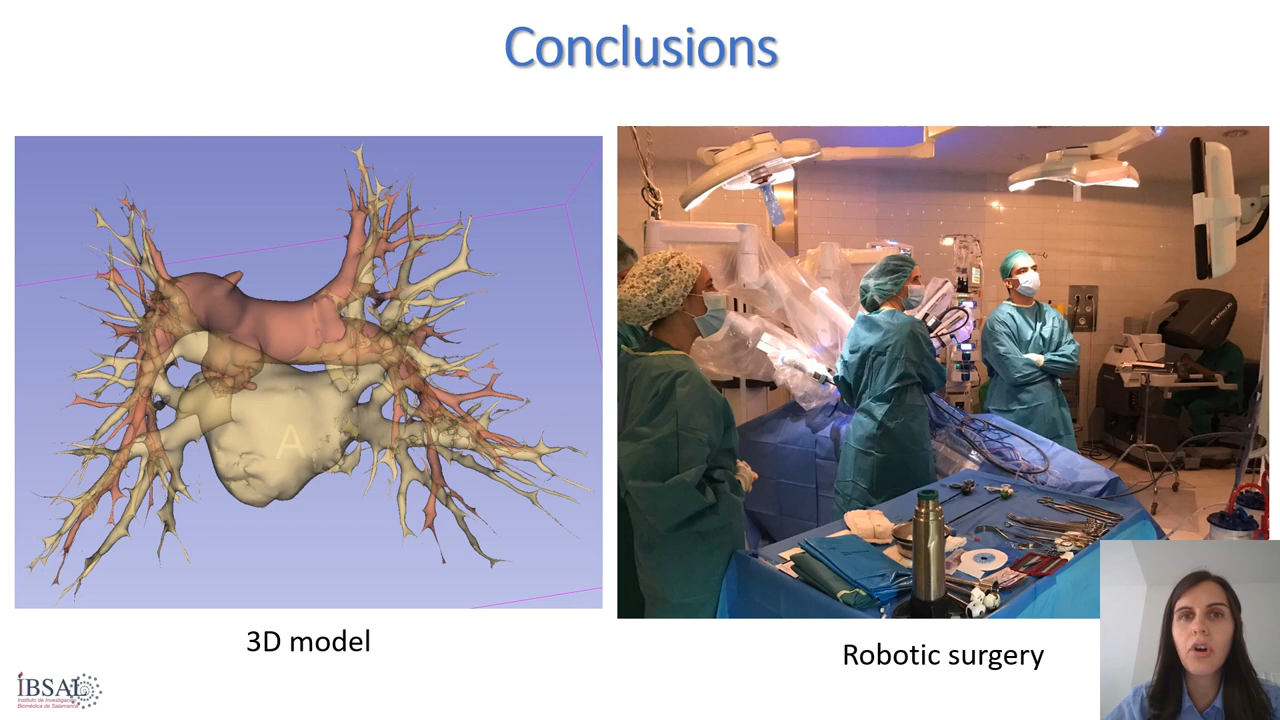 Conclusions
A
3D model
Robotic surgery
IBSAL
Instituto de Investigación
Biomédica de Salamanca